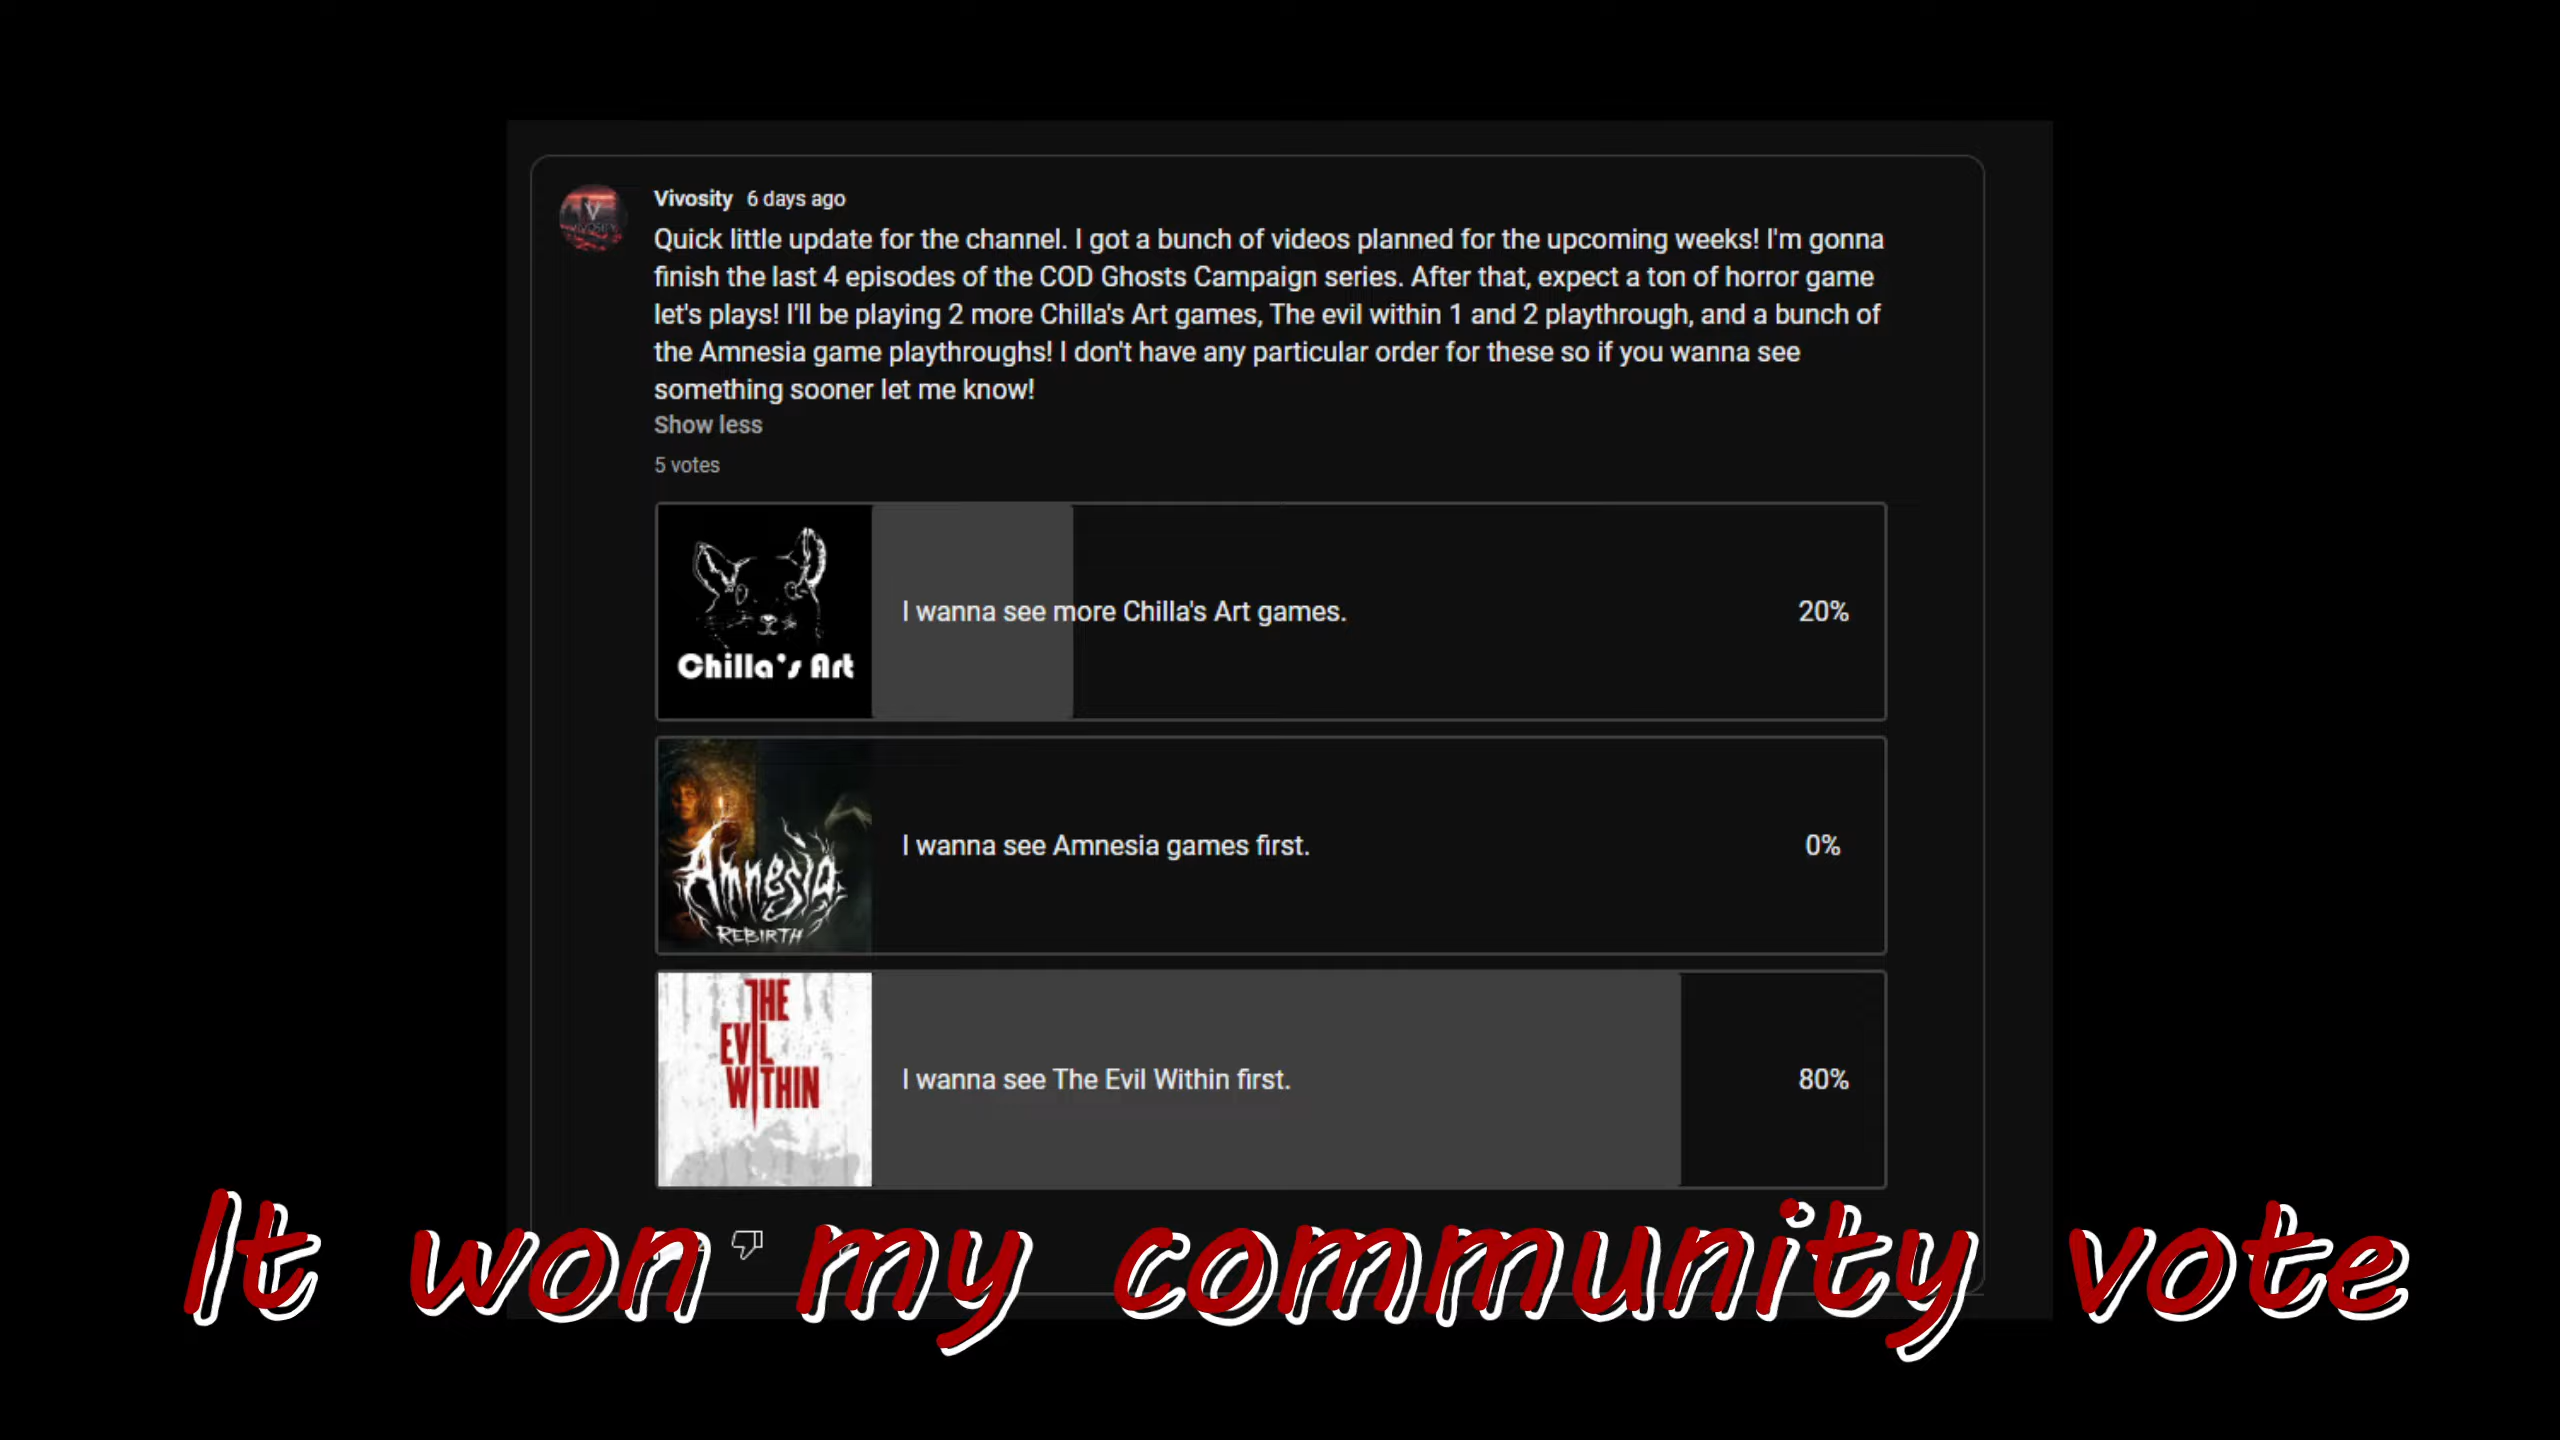 Vivosity 6 days ago
Quick little update for the channel. I got a bunch of videos planned for the upcoming weeks! I'm gonna
finish the last 4 episodes of the COD Ghosts Campaign series. After that, expect a ton of horror game
let's plays! I'll be playing 2 more Chilla's Art games, The evil within 1 and 2 playthrough, and a bunch of
the Amnesia game playthroughs! I don't have any particular order for these so if you wanna see
something sooner let me know!
Show less
5 votes
Chilla's Art
I wanna see more Chilla's Art games. 20%
Amnesia
REBIRTH
I wanna see Amnesia games first. 0%
THE
EVIL
WITHIN
I wanna see The Evil Within first. 80%
It won my community vote